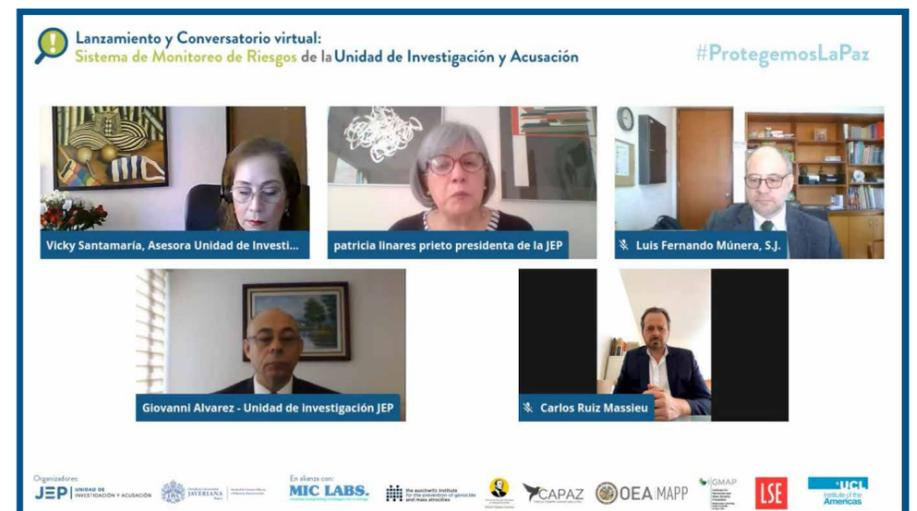 Lanzamiento y Conversatorio virtual:
Sistema de Monitoreo de Riesgos de la Unidad de Investigación y Acusación
#ProtegemosLaPaz
Vicky Santamaría, Asesora Unidad de Investi...
patricia linares prieto presidenta de la JEP
Luis Fernando Múnera, S.J.
Giovanni Alvarez - Unidad de investigación JEP
Carlos Ruiz Massieu
Organizadores:
JEP UNIDAD DE INVESTIGACIÓN Y ACUSACIÓN
JAVERIANA
En alianza con:
MIC LABS.
the auschwitz institute
for the prevention of genocide
and mass atrocities
CAPAZ
OEA MAPP
GMAP
LSE
UCL
Institute of the
Americas